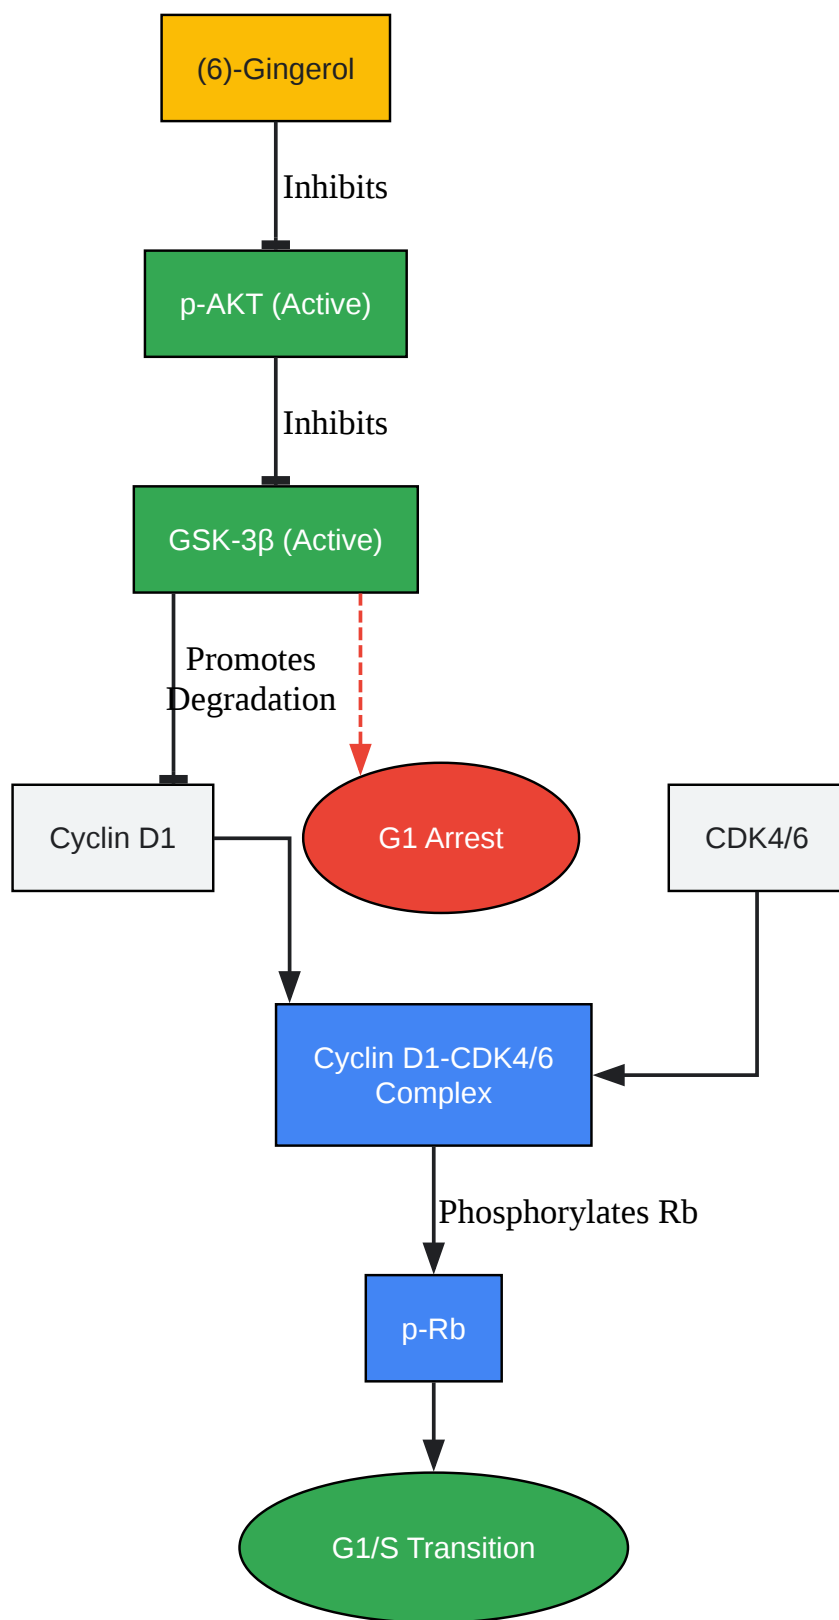 (6)-Gingerol
Inhibits
p-AKT (Active)
Inhibits
GSK-3β (Active)
Promotes
Degradation
Cyclin D1
G1 Arrest
CDK4/6
Cyclin D1-CDK4/6
Complex
Phosphorylates Rb
p-Rb
G1/S Transition